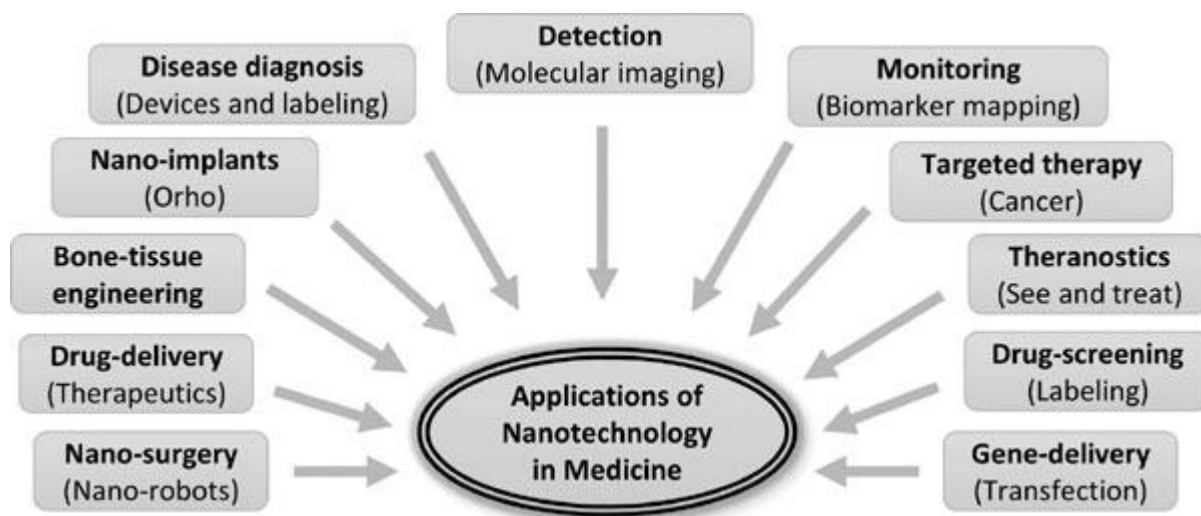 Detection
(Molecular imaging)
Disease diagnosis
(Devices and labeling)
Monitoring
(Biomarker mapping)
Nano-implants
(Orho)
Targeted therapy
(Cancer)
Bone-tissue
engineering
Theranostics
(See and treat)
Drug-delivery
(Therapeutics)
Drug-screening
(Labeling)
Nano-surgery
(Nano-robots)
Gene-delivery
(Transfection)
Applications of
Nanotechnology
in Medicine